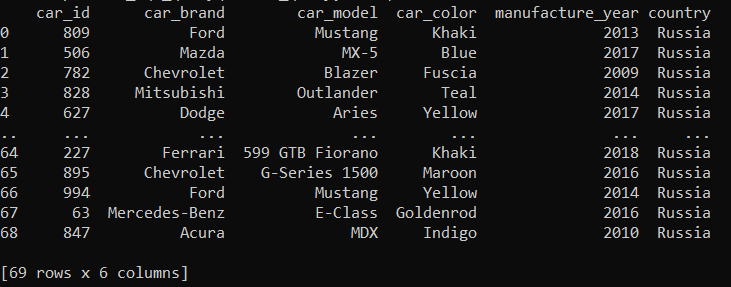 car_id car_brand car_model car_color manufacture_year country
0 809 Ford Mustang Khaki 2013 Russia
1 506 Mazda MX-5 Blue 2017 Russia
2 782 Chevrolet Blazer Fuscia 2009 Russia
3 828 Mitsubishi Outlander Teal 2014 Russia
4 627 Dodge Aries Yellow 2017 Russia
.. ... ... ... ... ... ...
64 227 Ferrari 599 GTB Fiorano Khaki 2018 Russia
65 895 Chevrolet G-Series 1500 Maroon 2016 Russia
66 994 Ford Mustang Yellow 2014 Russia
67 63 Mercedes-Benz E-Class Goldenrod 2016 Russia
68 847 Acura MDX Indigo 2010 Russia
[69 rows x 6 columns]